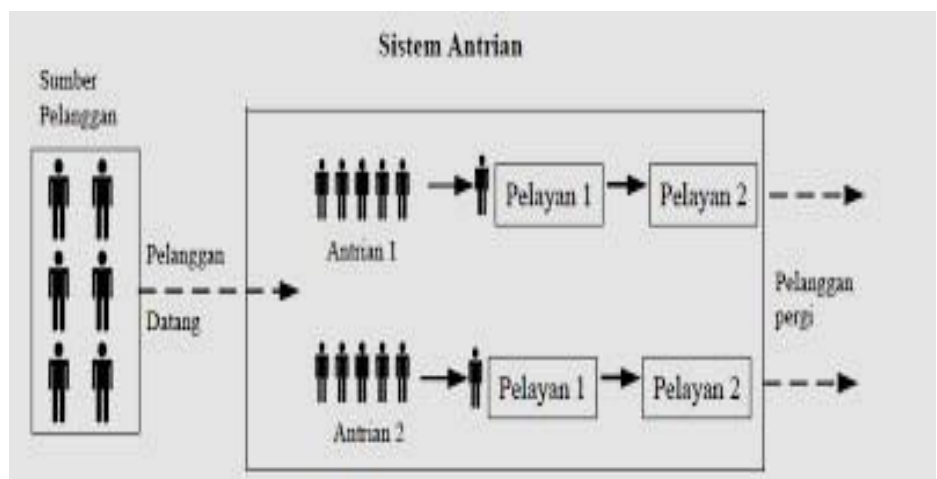 Sistem Antrian
Sumber
Pelanggan
Pelanggan
Datang
Antrian 1
Pelayan 1
Pelayan 2
Antrian 2
Pelayan 1
Pelayan 2
Pelanggan
pergi